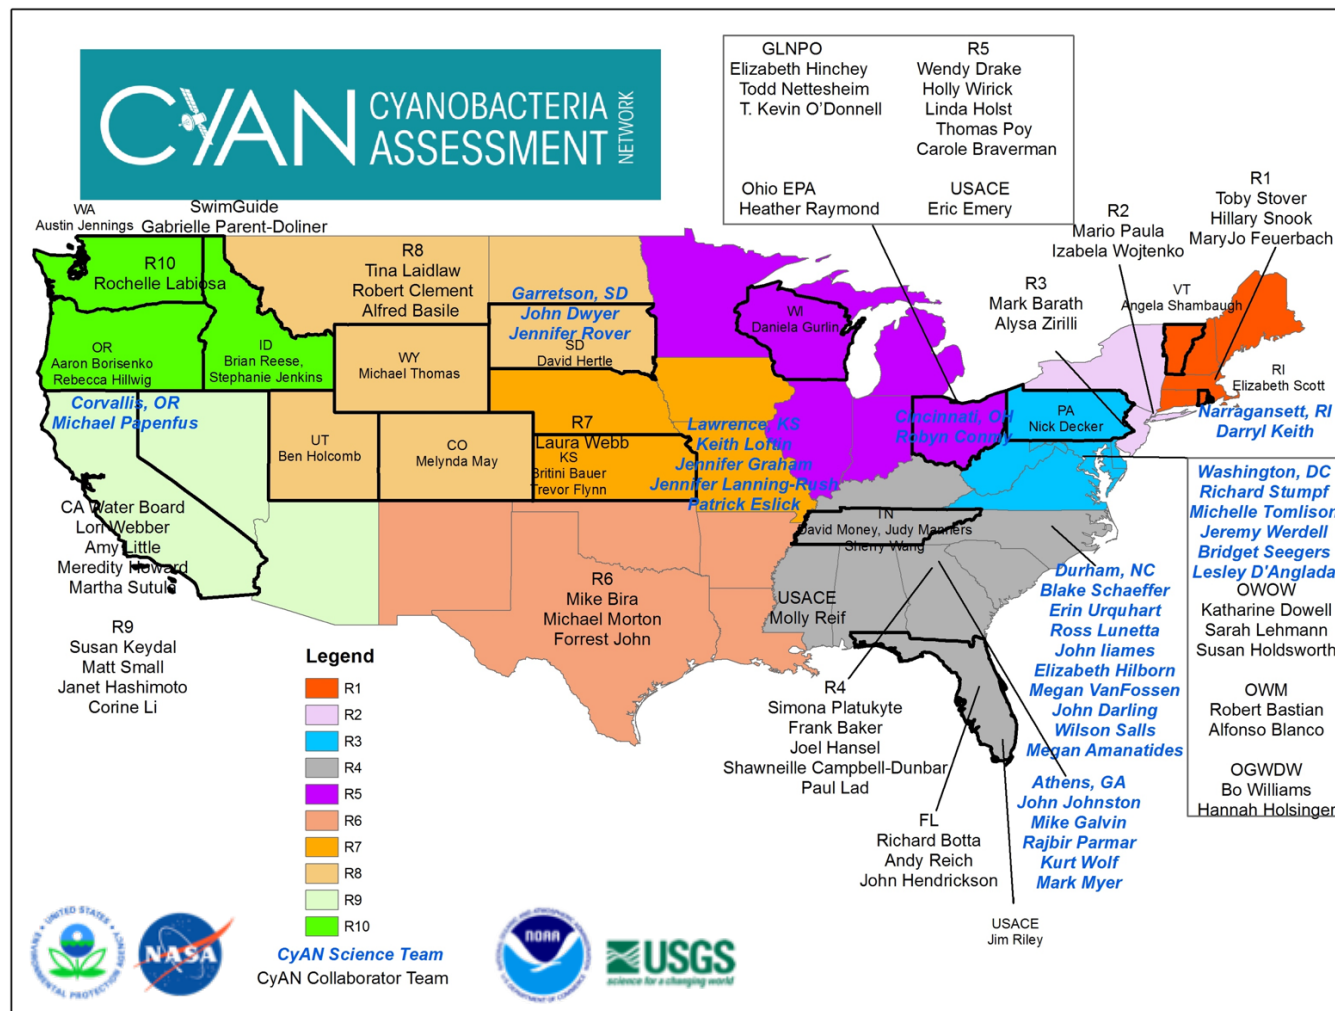 CYAN CYANOBACTERIA
ASSESSMENT
NETWORK
GLNPO
Elizabeth Hinchey
Todd Nettesheim
T. Kevin O'Donnell
R5
Wendy Drake
Holly Wirick
Linda Holst
Thomas Poy
Carole Braverman
Ohio EPA
Heather Raymond
USACE
Eric Emery
R1
Toby Stover
Hillary Snook
MaryJo Feuerbach
R2
Mario Paula
Izabela Wojtenko
R3
Mark Barath
Alysa Zirilli
VT
Angela Shambaugh
RI
Elizabeth Scott
Narragansett, RI
Darryl Keith
WA
Austin Jennings
SwimGuide
Gabrielle Parent-Doliner
R10
Rochelle Labiosa
R8
Tina Laidlaw
Robert Clement
Alfred Basile
Garretson, SD
John Dwyer
Jennifer Rover
SD
David Hertle
WI
Daniela Gurlin
OR
Aaron Borisenko
Rebecca Hillwig
ID
Brian Reese,
Stephanie Jenkins
WY
Michael Thomas
Corvallis, OR
Michael Papenfus
UT
Ben Holcomb
CO
Melynda May
R7
Laura Webb
KS
Britini Bauer
Trevor Flynn
Lawrence, KS
Keith Loftin
Jennifer Graham
Jennifer Lanning-Rush
Patrick Eslick
Cincinnati, OH
Robyn Conmy
PA
Nick Decker
Washington, DC
Richard Stumpf
Michelle Tomlison
Jeremy Werdell
Bridget Seegers
Lesley D'Anglada
OWOW
Katharine Dowell
Sarah Lehmann
Susan Holdsworth
OWM
Robert Bastian
Alfonso Blanco
OGWDW
Bo Williams
Hannah Holsinger
CA Water Board
Lori Webber
Amy Little
Meredity Howard
Martha Sutula
R9
Susan Keydal
Matt Small
Janet Hashimoto
Corine Li
TN
David Money, Judy Manners
Sherry Wang
R6
Mike Bira
Michael Morton
Forrest John
USACE
Molly Reif
Durham, NC
Blake Schaeffer
Erin Urquhart
Ross Lunetta
John Iiames
Elizabeth Hilborn
Megan VanFossen
John Darling
Wilson Salls
Megan Amanatides
R4
Simona Platukyte
Frank Baker
Joel Hansel
Shawneille Campbell-Dunbar
Paul Lad
Athens, GA
John Johnston
Mike Galvin
Rajbir Parmar
Kurt Wolf
Mark Myer
FL
Richard Botta
Andy Reich
John Hendrickson
USACE
Jim Riley
Legend
R1
R2
R3
R4
R5
R6
R7
R8
R9
R10
CyAN Science Team
CyAN Collaborator Team
UNITED STATES
ENVIRONMENTAL PROTECTION AGENCY
NASA
NATIONAL OCEANIC AND ATMOSPHERIC ADMINISTRATION
NOAA
U.S. DEPARTMENT OF COMMERCE
USGS
science for a changing world